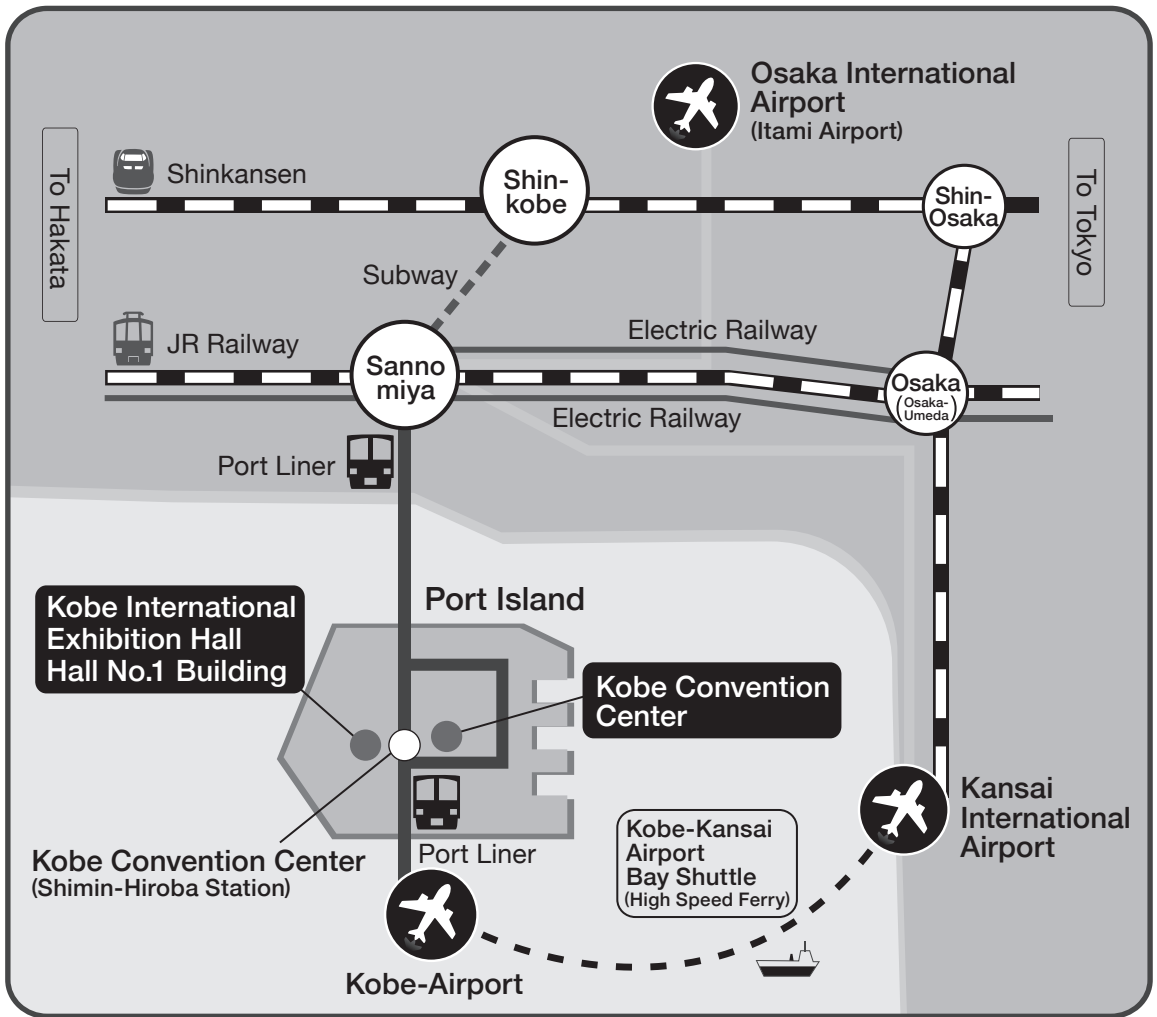 Osaka International
Airport
(Itami Airport)
To Hakata
Shinkansen
Shin-
kobe
Shin-
Osaka
To Tokyo
Subway
JR Railway
Electric Railway
Sanno
miya
Osaka
(Osaka-
Umeda)
Electric Railway
Port Liner
Kobe International
Exhibition Hall
Hall No.1 Building
Port Island
Kobe Convention
Center
Kansai
International
Airport
Kobe-Kansai
Airport
Bay Shuttle
(High Speed Ferry)
Kobe Convention Center
(Shimin-Hiroba Station)
Port Liner
Kobe-Airport